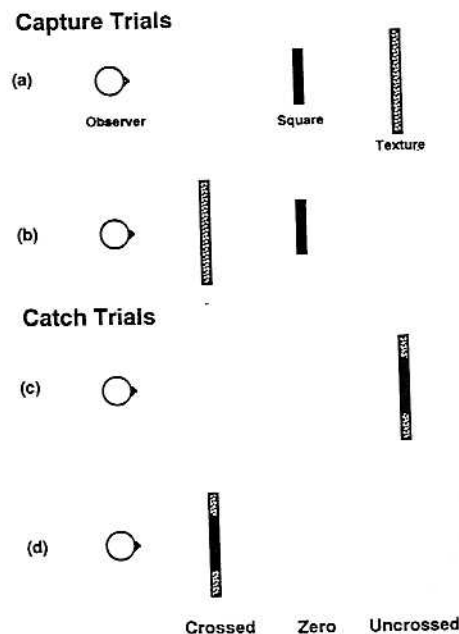 Capture Trials
(a)
Observer
Square
Texture
(b)
Catch Trials
(c)
(d)
Crossed Zero Uncrossed